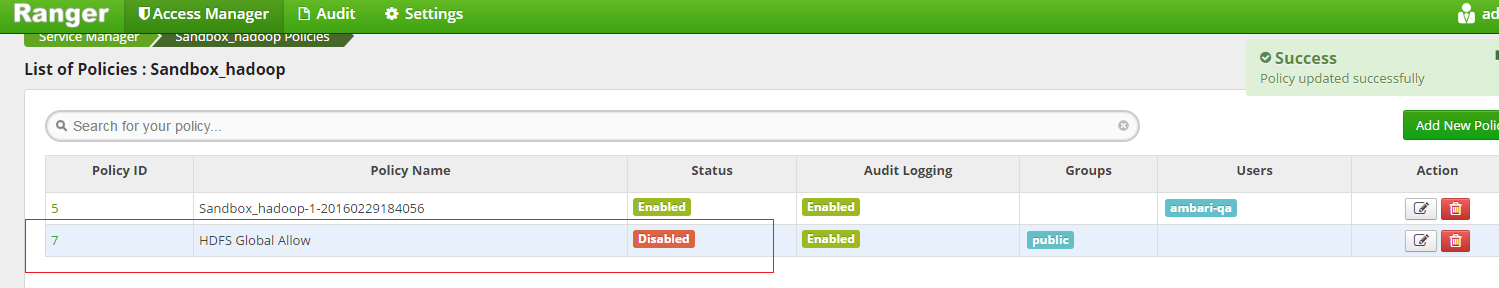 Ranger Access Manager Audit Settings ad
Service Manager Sandbox_hadoop Policies
List of Policies : Sandbox_hadoop
Success
Policy updated successfully
Search for your policy...
Add New Polic
Policy ID Policy Name Status Audit Logging Groups Users Action
5 Sandbox_hadoop-1-20160229184056 Enabled Enabled ambari-qa
7 HDFS Global Allow Disabled Enabled public